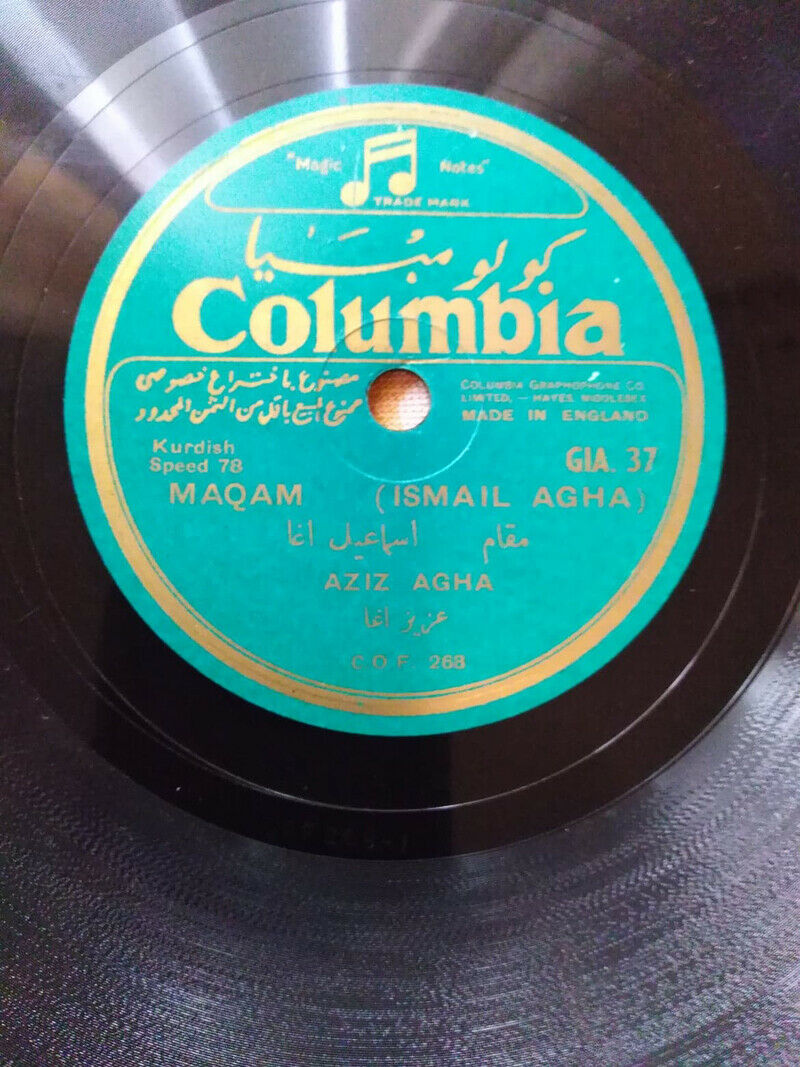 "Magic Notes"
TRADE MARK
كولومبيا
Columbia
مصنوع باختراع خصوصي
ممنوع البيع باقل من الثمن المحدود
COLUMBIA GRAPHOPHONE CO.
LIMITED, — HAYES, MIDDLESEX
MADE IN ENGLAND
Kurdish
Speed 78
GIA. 37
MAQAM (ISMAIL AGHA)
مقام اسماعيل اغا
AZIZ AGHA
عزيز اغا
C.O.F. 268